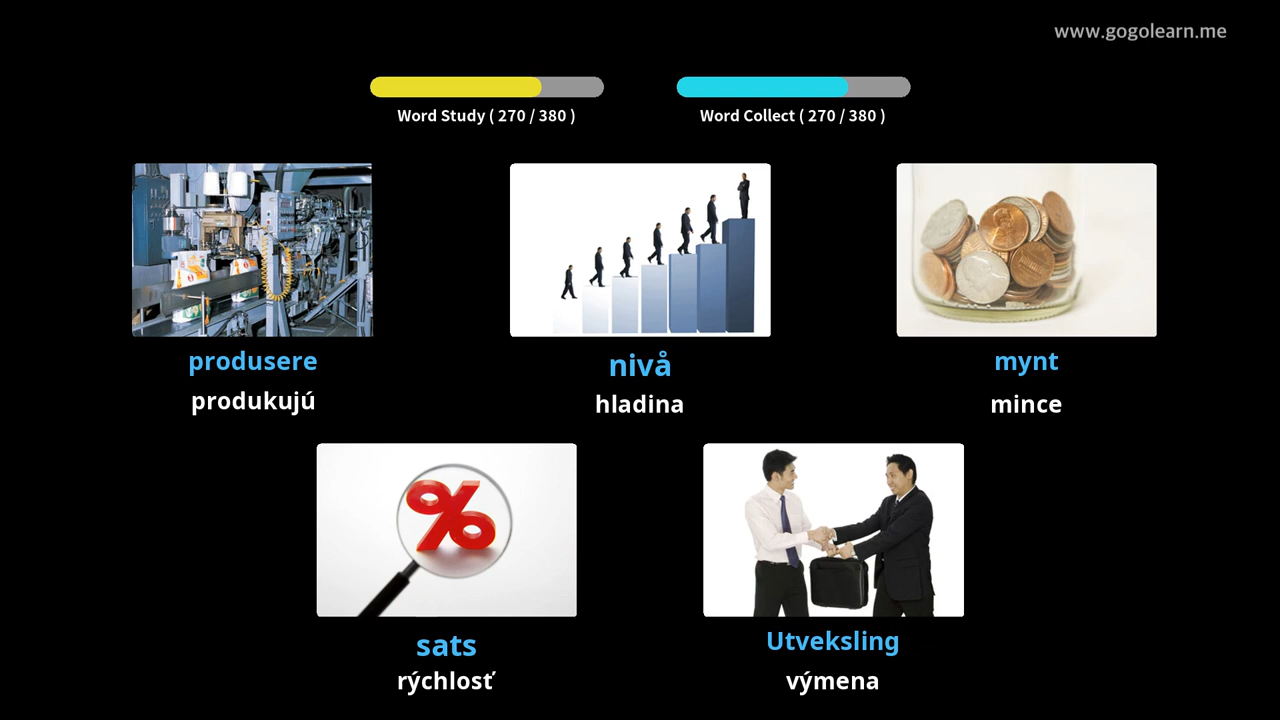 www.gogolearn.me
Word Study ( 270 / 380 )
Word Collect ( 270 / 380 )
produsere
produkujú
nivå
hladina
mynt
mince
%
sats
rýchlosť
Utveksling
výmena